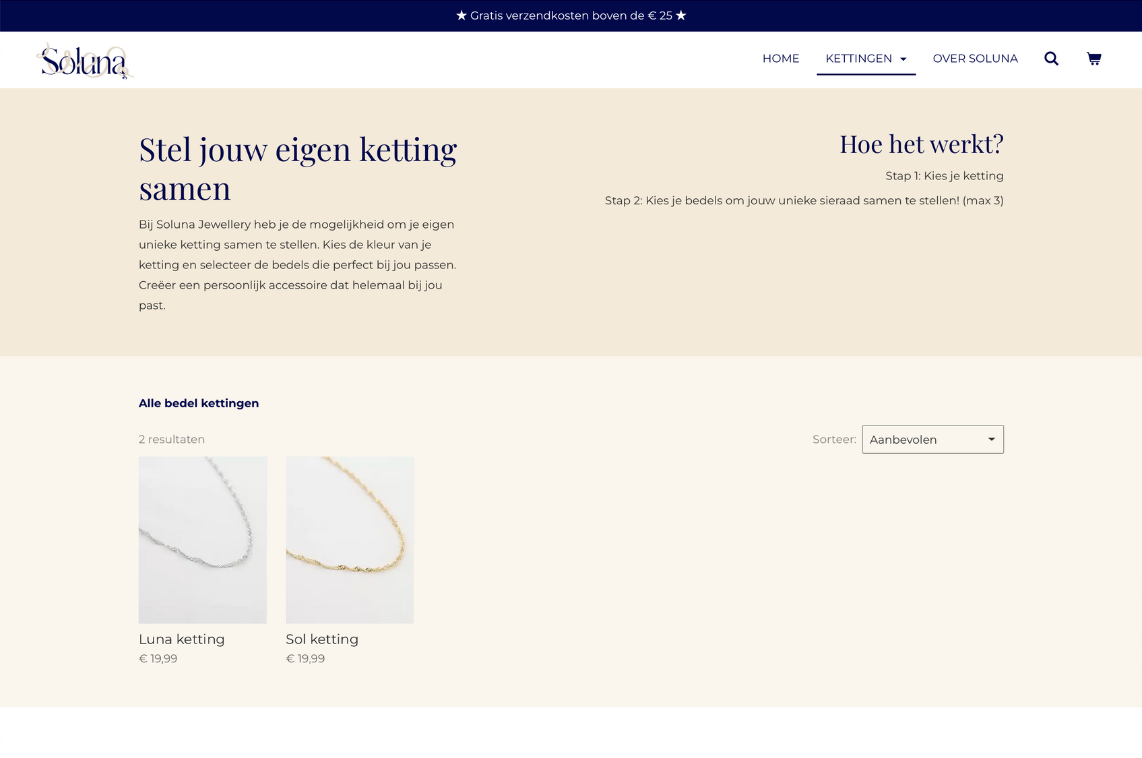 ★ Gratis verzendkosten boven de € 25 ★
Soluna
HOME
KETTINGEN
OVER SOLUNA
Stel jouw eigen ketting
samen
Bij Soluna Jewellery heb je de mogelijkheid om je eigen
unieke ketting samen te stellen. Kies de kleur van je
ketting en selecteer de bedels die perfect bij jou passen.
Creëer een persoonlijk accessoire dat helemaal bij jou
past.
Hoe het werkt?
Stap 1: Kies je ketting
Stap 2: Kies je bedels om jouw unieke sieraad samen te stellen! (max 3)
Alle bedel kettingen
2 resultaten
Sorteer:
Aanbevolen
Luna ketting
€ 19,99
Sol ketting
€ 19,99